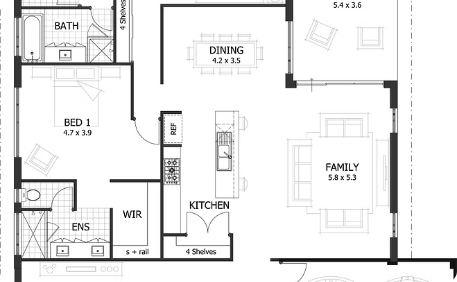 5.4 x 3.6
4 Shelves
BATH
DINING
4.2 x 3.5
BED 1
4.7 x 3.9
REF
FAMILY
5.8 x 5.3
KITCHEN
WIR
ENS
s + rail
4 Shelves